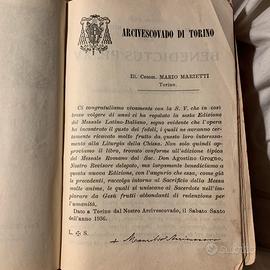 ARCIVESCOVADO DI TORINO
Ill. Comm. MARIO MARIETTI
Torino.
Ci congratuliamo vivamente con la S. V. che in così
breve volgere di anni ci ha regalato la sesta Edizione
del Messale Latino-Italiano, segno evidente che l'opera
ha incontrato il gusto dei fedeli, i quali ne avranno cer-
tamente ricavato molto frutto da questo loro interessa-
mento alla Liturgia della Chiesa. Non solo quindi ap-
proviamo il libro, trovato conforme all'edizione tipica
del Messale Romano dal Sac. Don Agostino Grogno,
Nostro Revisore delegato, ma largamente benediciamo a
questa nuova Edizione, con l'augurio che essa, come già
le precedenti, raccolga intorno al Sacrificio della Messa
molte anime, le quali si uniscano al Sacerdote nell'im-
plorare da Gesù frutti abbondanti di redenzione per
l'umanità.
Dato a Torino dal Nostro Arcivescovado, il Sabato Santo
dell'anno 1936.
L. ✠ S.
subito